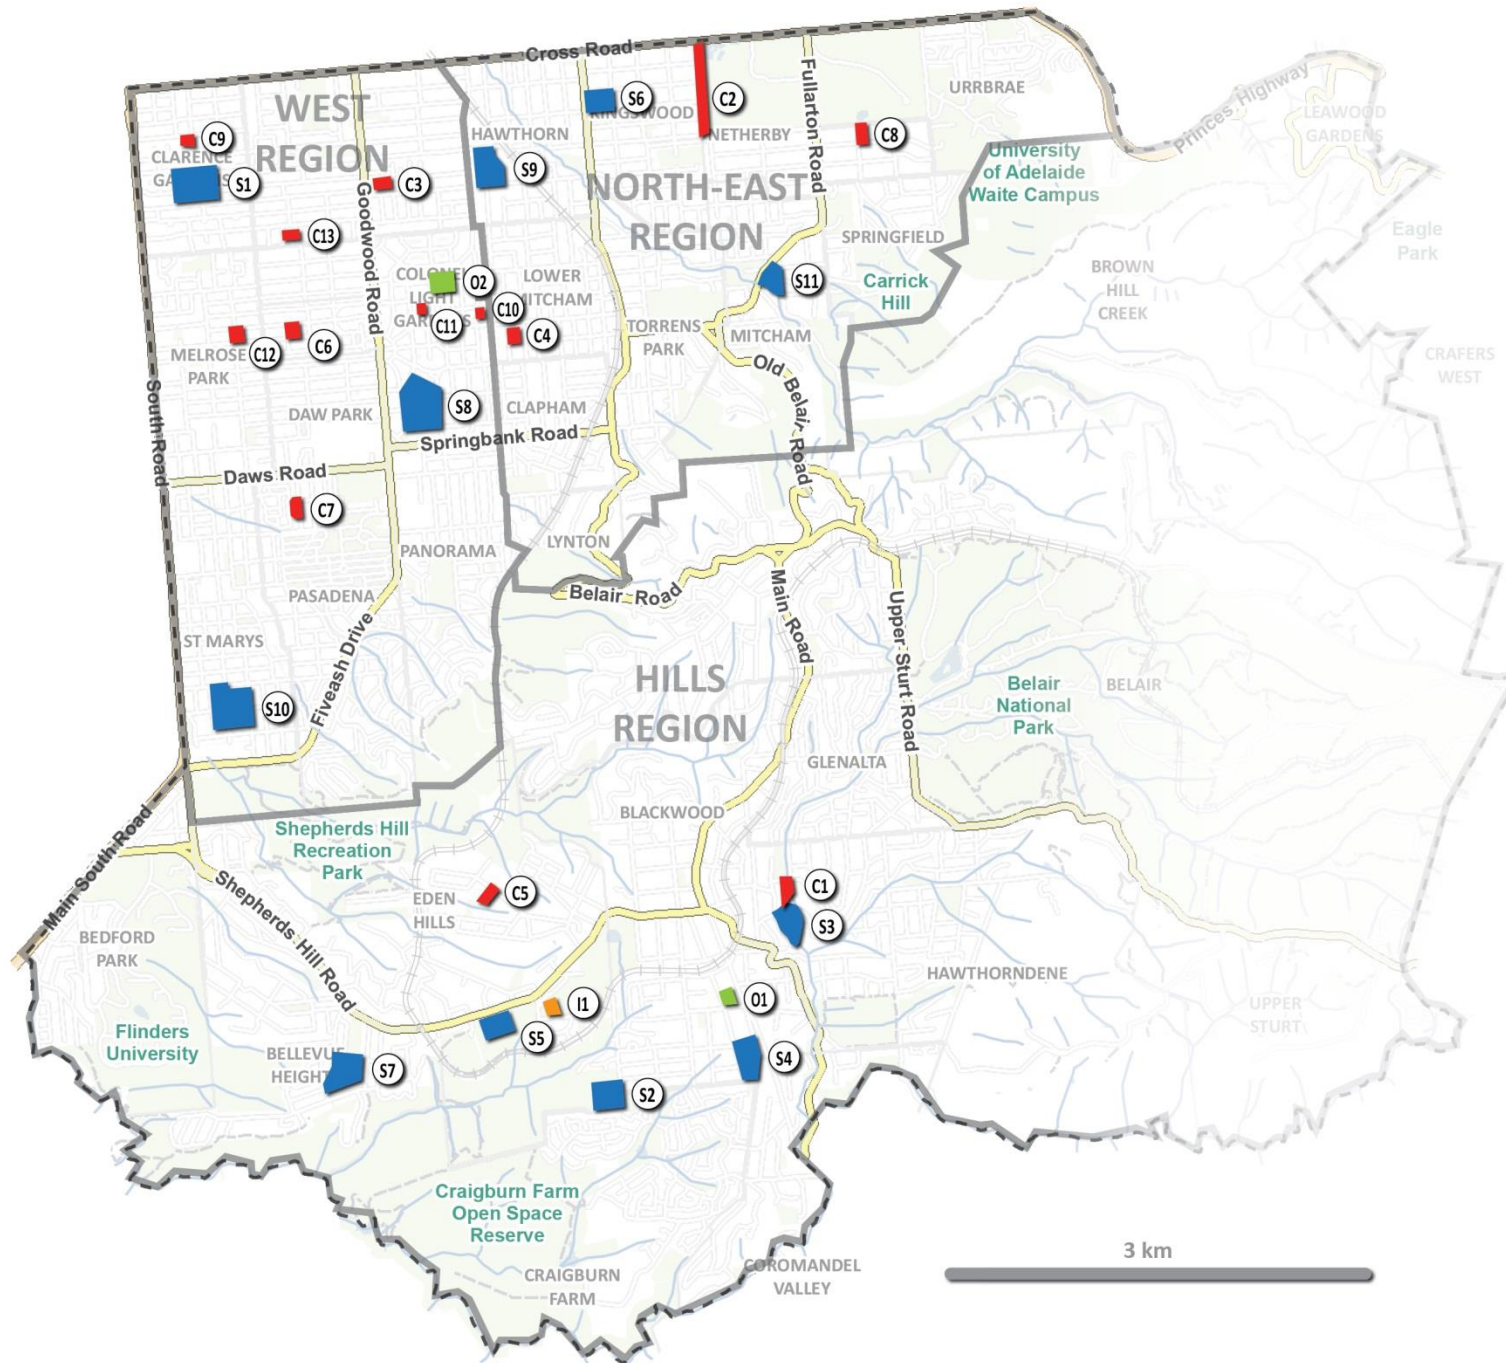 Cross Road
WEST
REGION
C9
CLARENCE
S1
C3
C13
Goodwood Road
S6
KINGSWOOD
C2
NETHERBY
Fullarton Road
URRBRAE
C8
Princes Highway
LEAWOOD
GARDENS
HAWTHORN
S9
NORTH-EAST
REGION
University
of Adelaide
Waite Campus
Eagle
Park
SPRINGFIELD
S11
Carrick
Hill
BROWN
HILL
CREEK
CRAFERS
WEST
O2
LIGHT
C11
C10
LOWER
MITCHAM
C4
TORRENS
PARK
MITCHAM
Old Belair Road
C12
C6
MELROSE
PARK
DAW PARK
S8
CLAPHAM
Springbank Road
South Road
Daws Road
C7
PANORAMA
LYNTON
Belair Road
PASADENA
ST MARYS
Fiveash Drive
S10
Main Road
Upper Sturt Road
HILLS
REGION
Belair
National
Park
BELAIR
GLENALTA
BLACKWOOD
Main South Road
Shepherds Hill
Recreation
Park
EDEN
HILLS
C5
C1
S3
Shepherds Hill Road
BEDFORD
PARK
HAWTHORNDENE
UPPER
STURT
I1
O1
S5
S4
Flinders
University
BELLEVUE
HEIGHTS
S7
S2
Craigburn Farm
Open Space
Reserve
CRAIGBURN
FARM
COROMANDEL
VALLEY
3 km